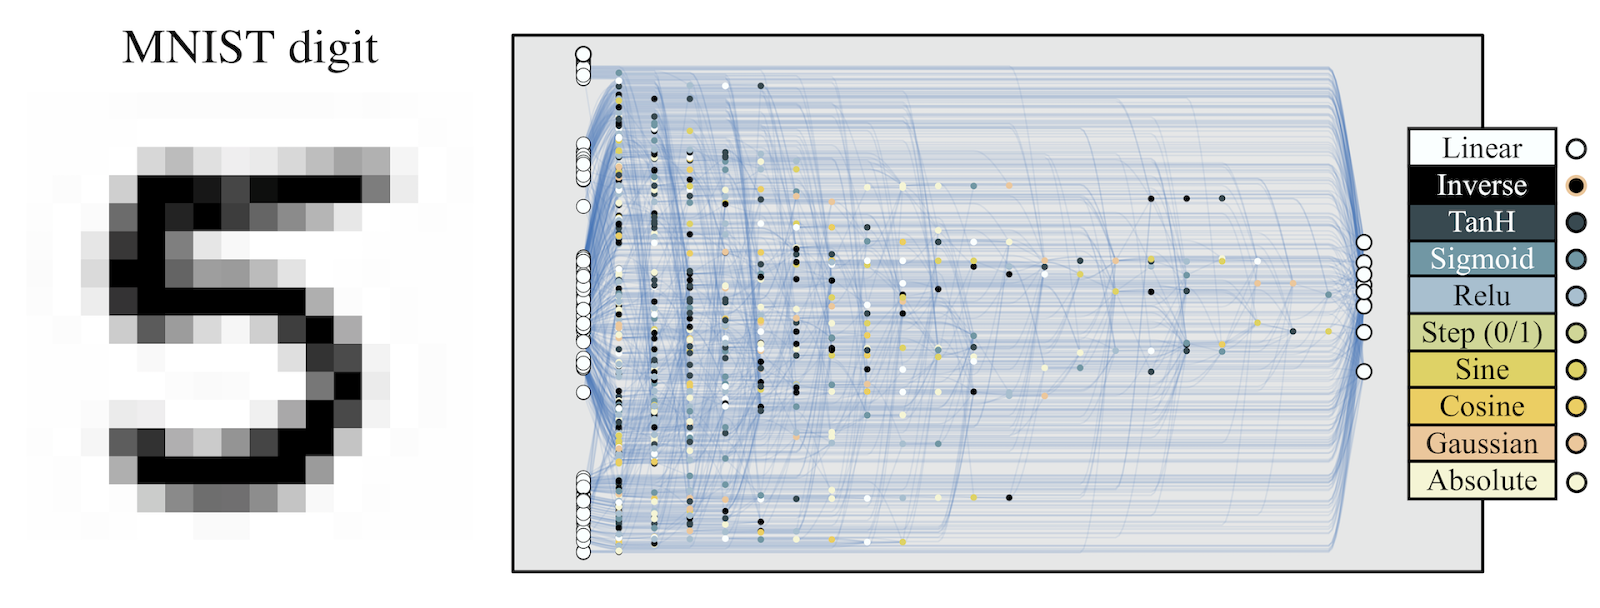 MNIST digit
Linear
Inverse
TanH
Sigmoid
Relu
Step (0/1)
Sine
Cosine
Gaussian
Absolute